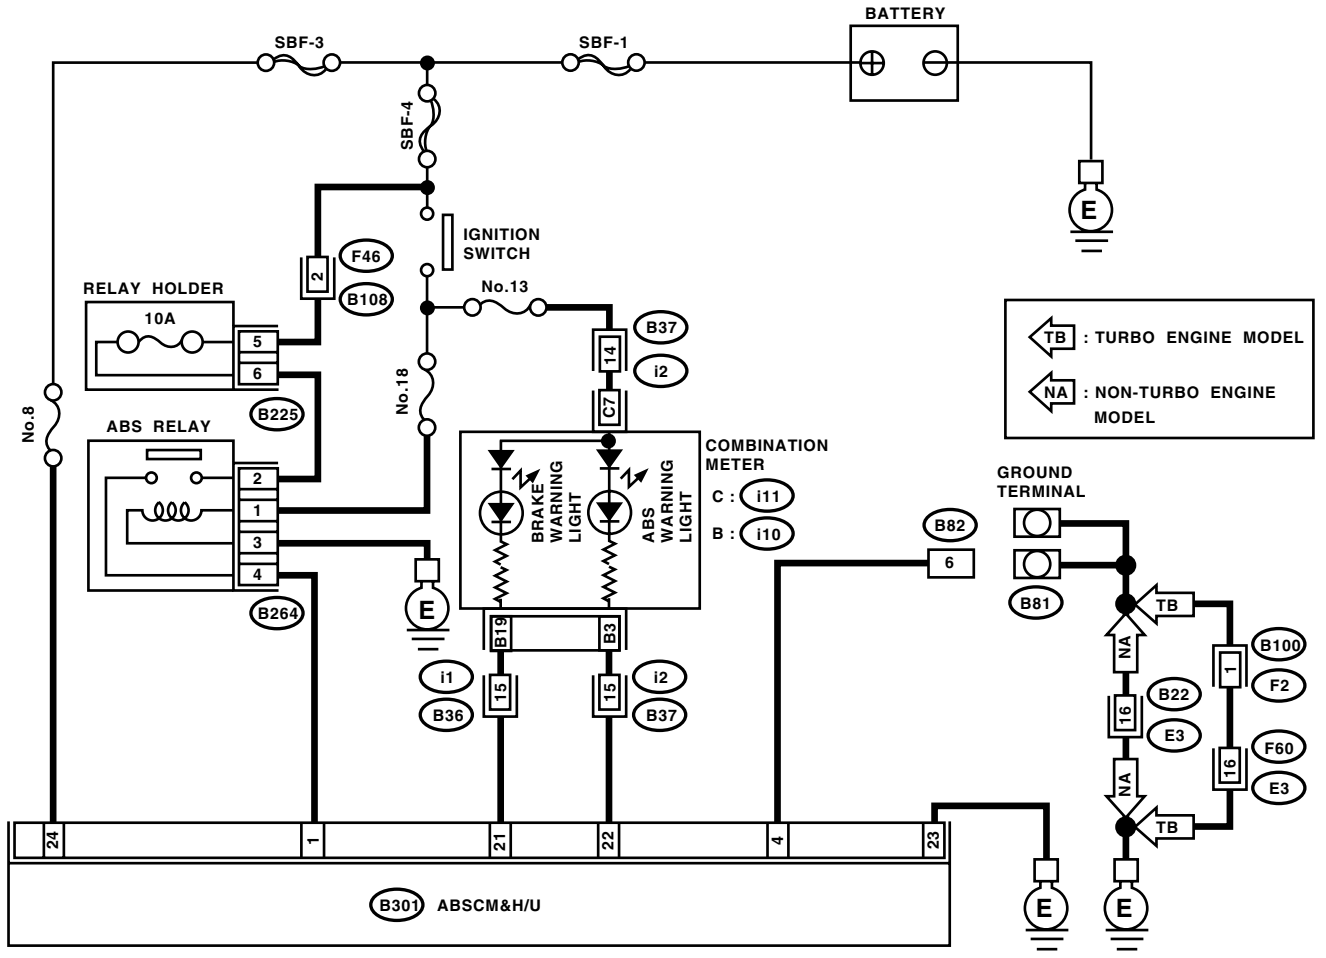 BATTERY
SBF-3
SBF-1
SBF-4
E
IGNITION
SWITCH
F46
2
B108
RELAY HOLDER
10A
5
6
B225
No.13
B37
14
i2
C7
No.18
No.8
ABS RELAY
2
1
3
4
B264
E
COMBINATION
METER
C : i11
B : i10
BRAKE
WARNING
LIGHT
ABS
WARNING
LIGHT
B19
B3
i1
15
B36
i2
15
B37
TB : TURBO ENGINE MODEL
NA : NON-TURBO ENGINE
MODEL
GROUND
TERMINAL
B82
6
B81
TB
NA
B100
1
F2
B22
16
E3
F60
16
E3
NA
TB
24
1
21
22
4
23
E
E
B301 ABSCM&H/U